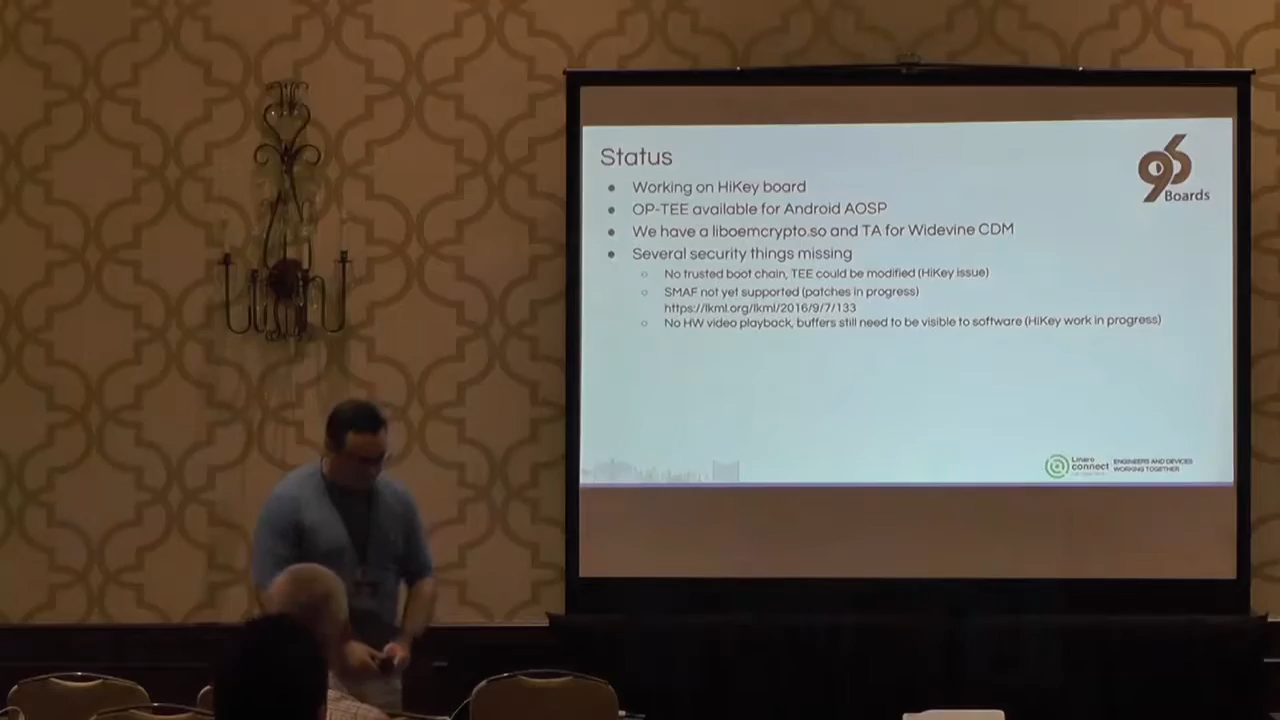 Status
96
Boards
● Working on HiKey board
● OP-TEE available for Android AOSP
● We have a liboemcrypto.so and TA for Widevine CDM
● Several security things missing
○ No trusted boot chain, TEE could be modified (HiKey issue)
○ SMAF not yet supported (patches in progress)
https://lkml.org/lkml/2016/9/7/133
○ No HW video playback, buffers still need to be visible to software (HiKey work in progress)
Linaro
connect
ENGINEERS AND DEVICES
WORKING TOGETHER